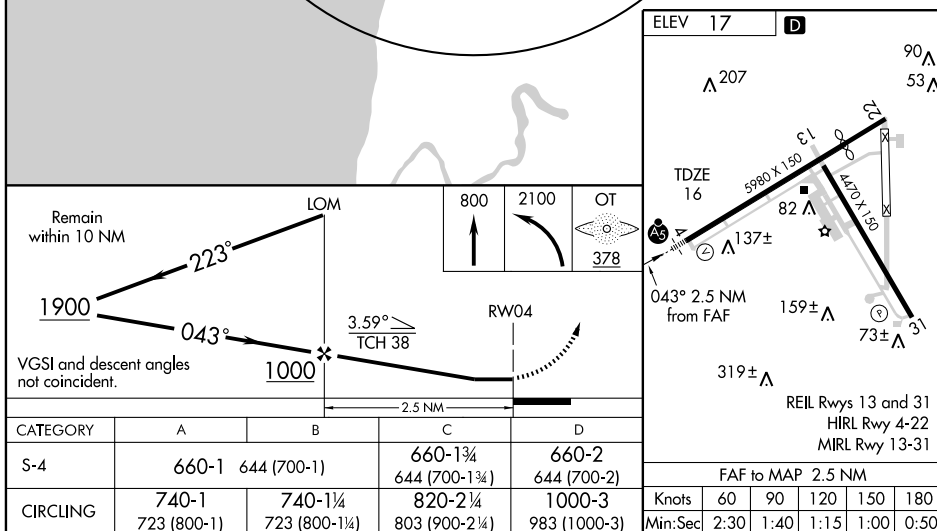 Remain
within 10 NM
LOM
800
2100
OT
378
223°
1900
043°
3.59°
TCH 38
RW04
1000
VGSI and descent angles
not coincident.
2.5 NM
CATEGORY A B C D
S-4 660-1 644 (700-1) 660-1¾ 660-2
644 (700-1¾) 644 (700-2)
CIRCLING 740-1 740-1¼ 820-2¼ 1000-3
723 (800-1) 723 (800-1¼) 803 (900-2¼) 983 (1000-3)
ELEV 17 D
90
207
53
22
13
TDZE
16
5980 X 150
4470 X 150
82
A5
4
V
137±
043° 2.5 NM
from FAF
159±
P
73±
31
319±
X
X
REIL Rwys 13 and 31
HIRL Rwy 4-22
MIRL Rwy 13-31
FAF to MAP 2.5 NM
Knots 60 90 120 150 180
Min:Sec 2:30 1:40 1:15 1:00 0:50